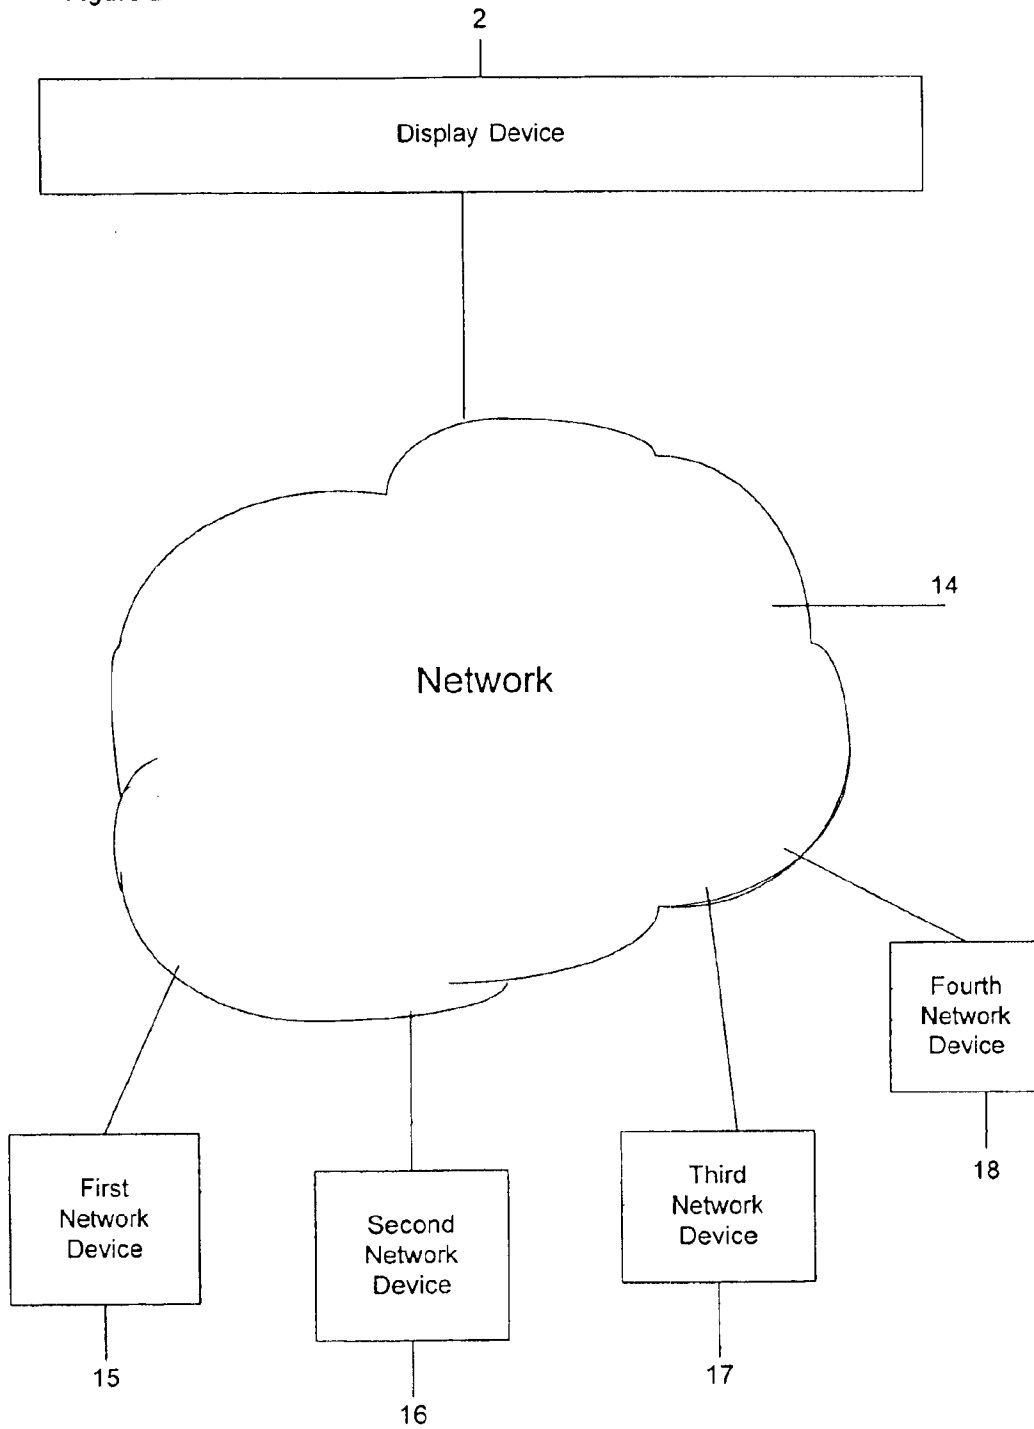 2
Display Device
14
Network
Fourth
Network
Device
18
First
Network
Device
15
Second
Network
Device
16
Third
Network
Device
17